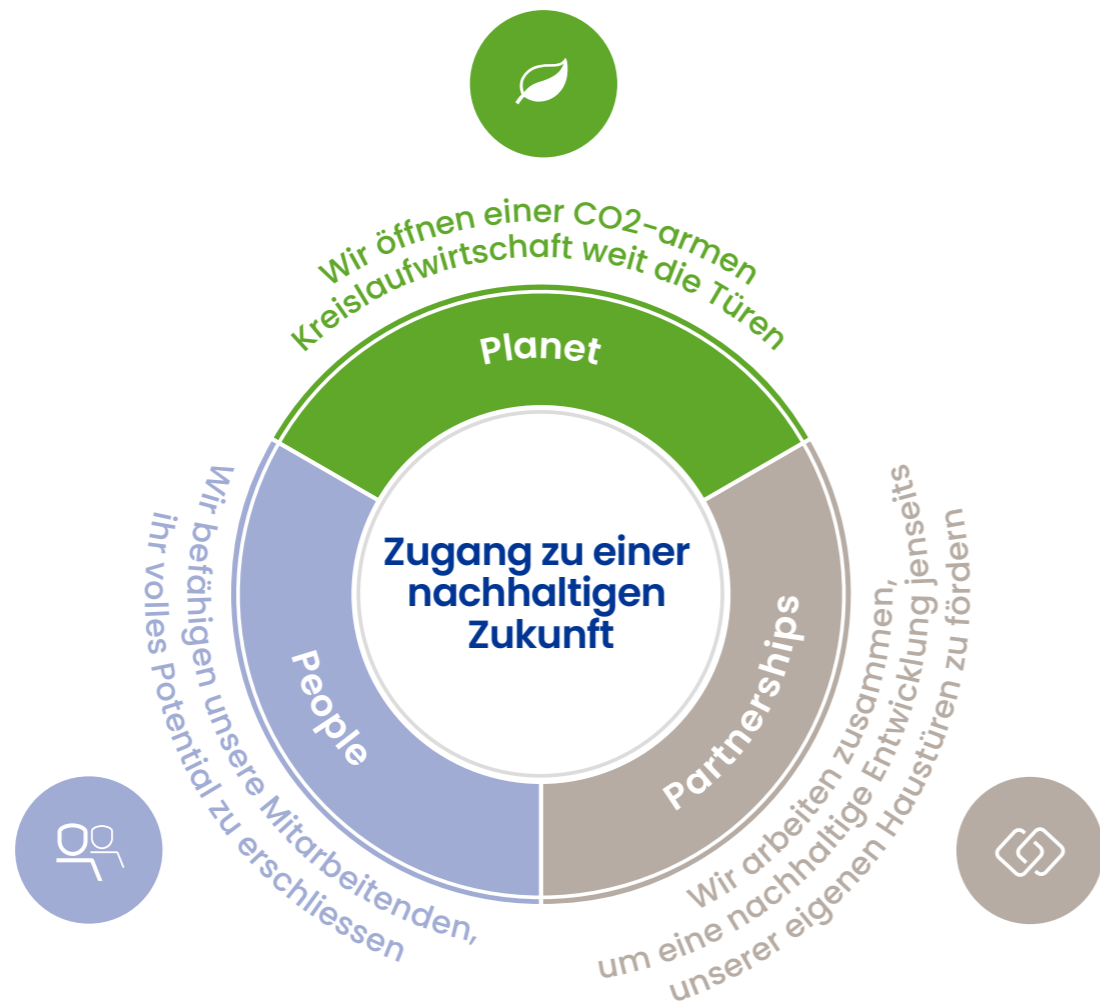 Wir öffnen einer CO2-armen
Kreislaufwirtschaft weit die Türen
Planet
Zugang zu einer
nachhaltigen
Zukunft
People
Wir befähigen unsere Mitarbeitenden,
ihr volles Potential zu erschliessen
Partnerships
Wir arbeiten zusammen,
um eine nachhaltige Entwicklung jenseits
unserer eigenen Haustüren zu fördern